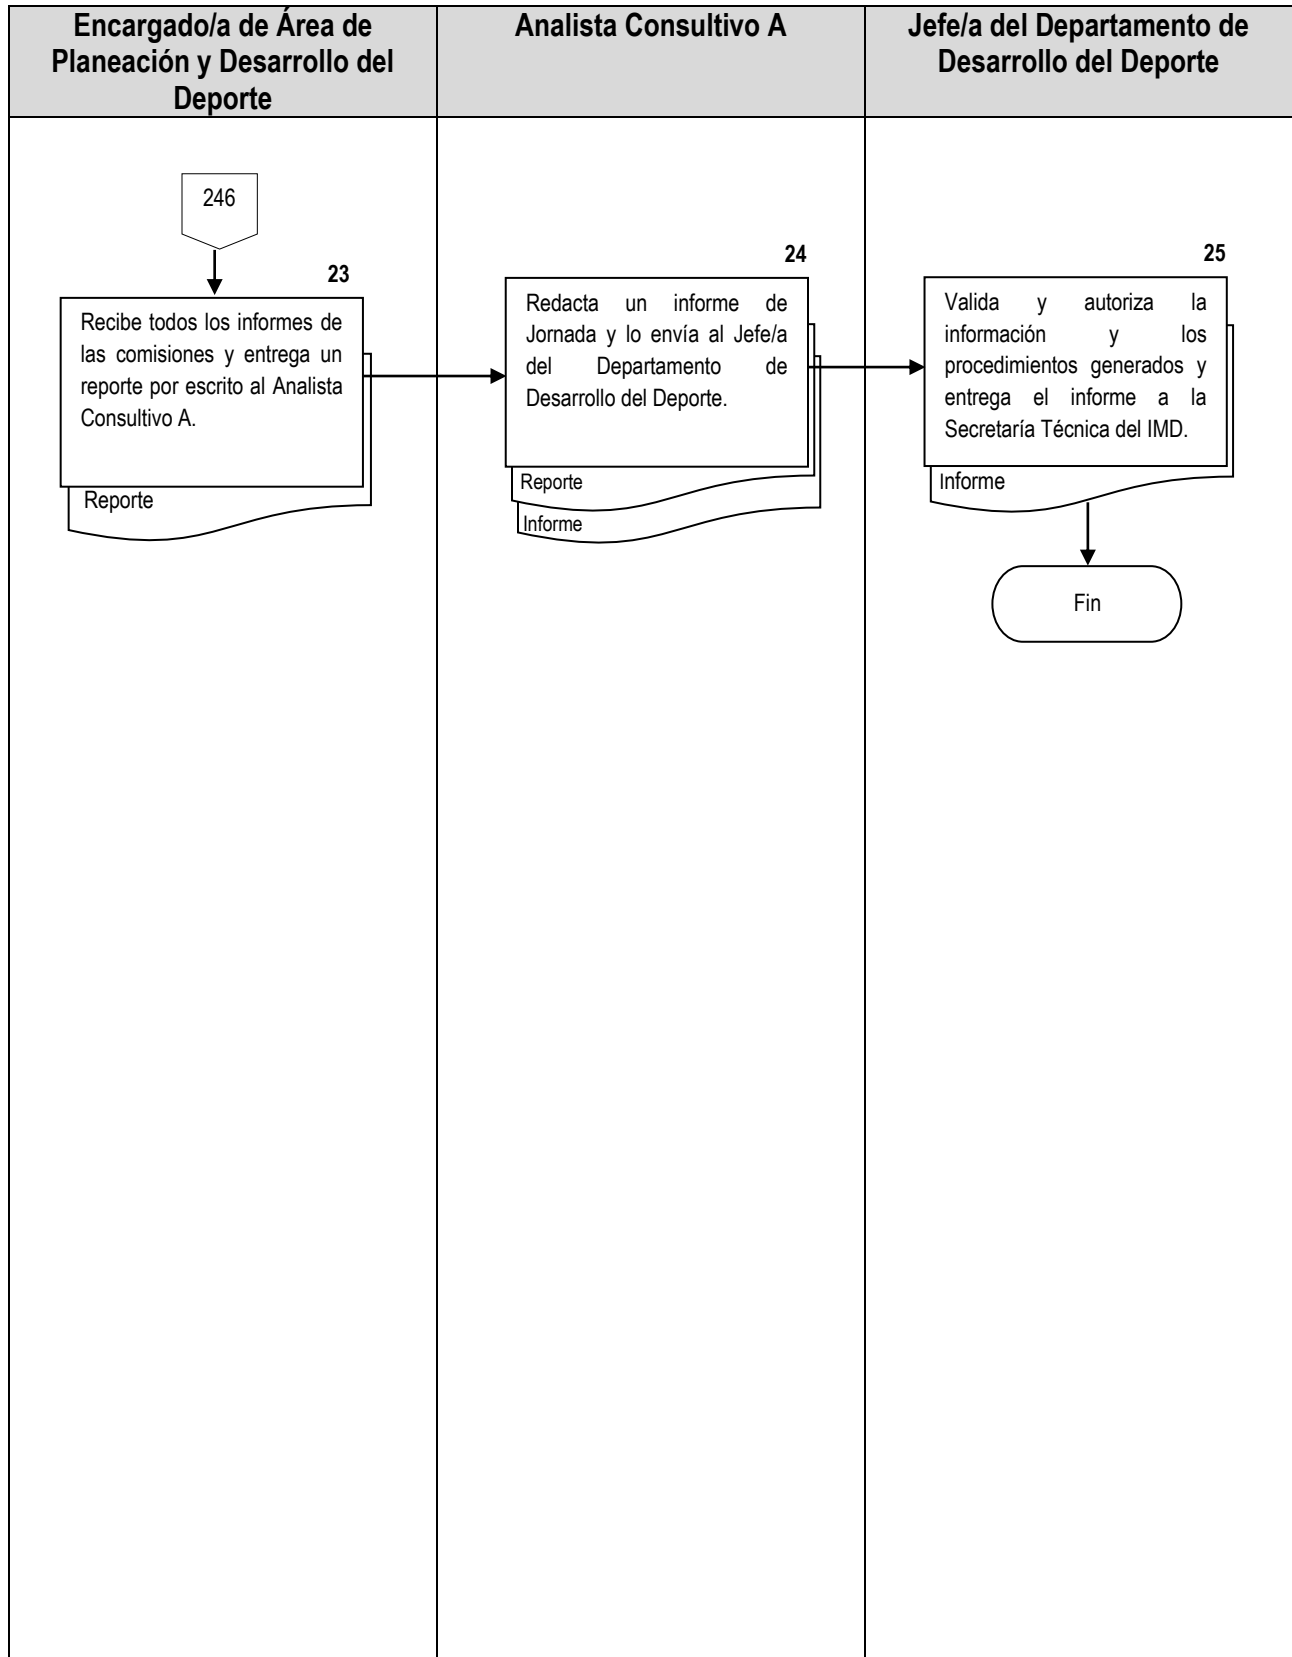 Encargado/a de Área de
Planeación y Desarrollo del
Deporte
Analista Consultivo A
Jefe/a del Departamento de
Desarrollo del Deporte
246
23
Recibe todos los informes de
las comisiones y entrega un
reporte por escrito al Analista
Consultivo A.
Reporte
24
Redacta un informe de
Jornada y lo envía al Jefe/a
del Departamento de
Desarrollo del Deporte.
Reporte
Informe
25
Valida y autoriza la
información y los
procedimientos generados y
entrega el informe a la
Secretaría Técnica del IMD.
Informe
Fin